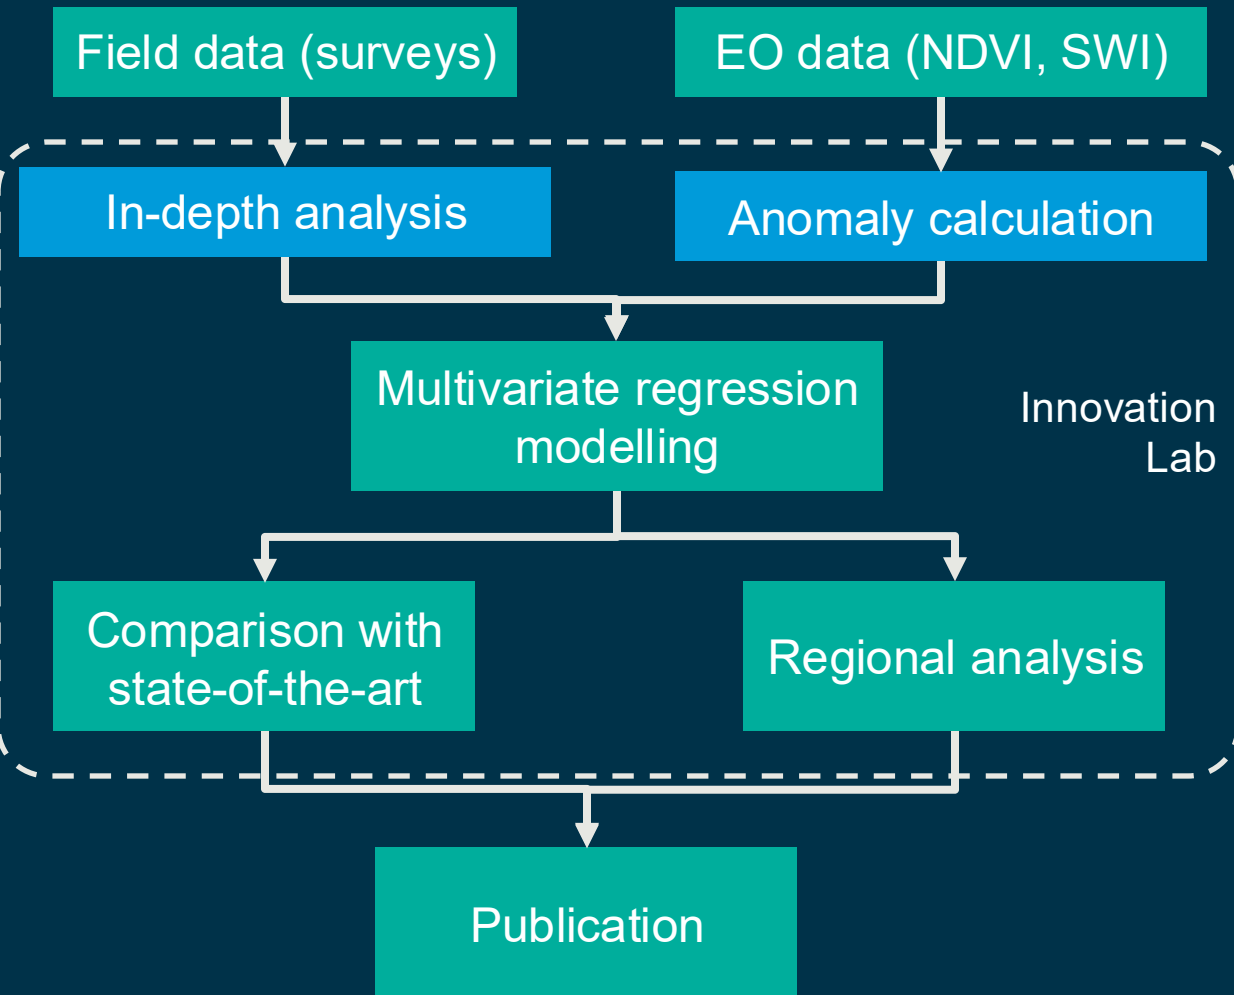 Field data (surveys)
EO data (NDVI, SWI)
In-depth analysis
Anomaly calculation
Multivariate regression
modelling
Innovation
Lab
Comparison with
state-of-the-art
Regional analysis
Publication